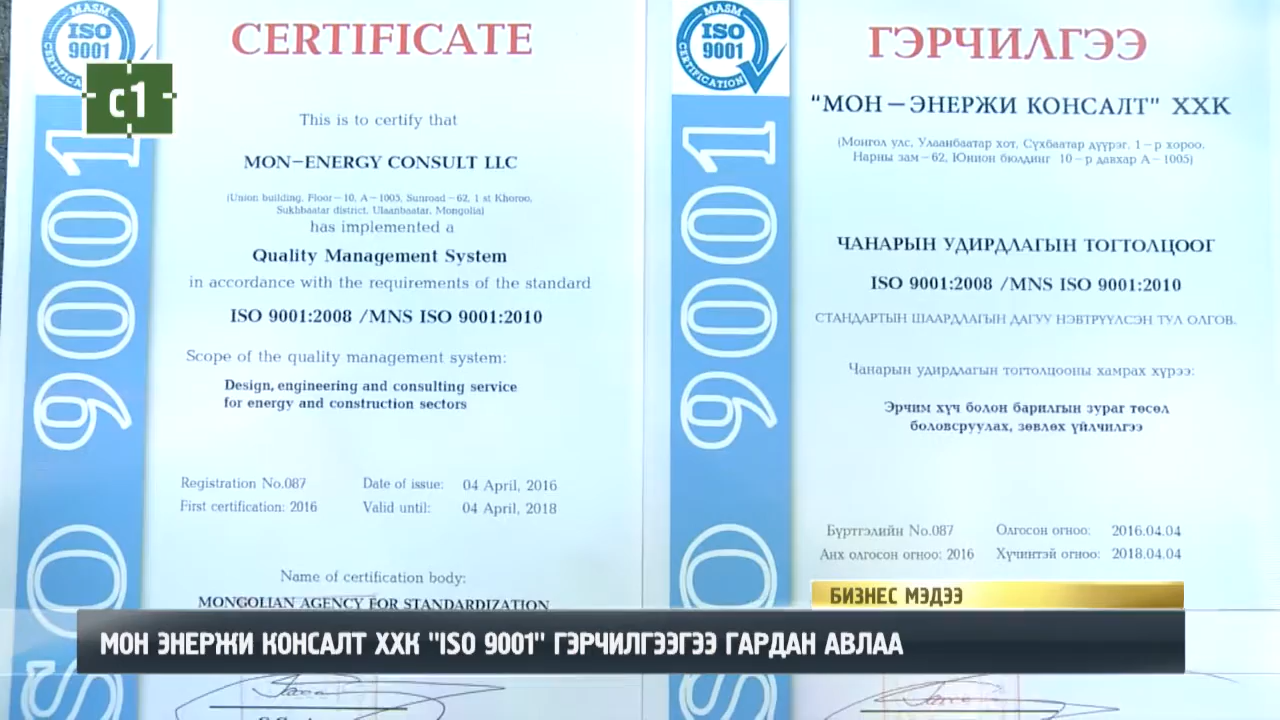 MASM
ISO
9001
CERTIFICATION
c1
ISO 9001
CERTIFICATE
This is to certify that
MON-ENERGY CONSULT LLC
(Union building, Floor-10, A-1005, Sunroad-62, 1 st Khoroo,
Sukhbaatar district, Ulaanbaatar, Mongolia)
has implemented a
Quality Management System
in accordance with the requirements of the standard
ISO 9001:2008 /MNS ISO 9001:2010
Scope of the quality management system:
Design, engineering and consulting service
for energy and construction sectors
Registration No.087 Date of issue: 04 April, 2016
First certification: 2016 Valid until: 04 April, 2018
Name of certification body:
MONGOLIAN AGENCY FOR STANDARDIZATION
MASM
ISO
9001
CERTIFICATION
ISO 9001
ГЭРЧИЛГЭЭ
"МОН-ЭНЕРЖИ КОНСАЛТ" ХХК
(Монгол улс, Улаанбаатар хот, Сүхбаатар дүүрэг, 1-р хороо,
Нарны зам-62, Юнион бюлдинг 10-р давхар А-1005)
ЧАНАРЫН УДИРДЛАГЫН ТОГТОЛЦООГ
ISO 9001:2008 /MNS ISO 9001:2010
СТАНДАРТЫН ШААРДЛАГЫН ДАГУУ НЭВТРҮҮЛСЭН ТУЛ ОЛГОВ.
Чанарын удирдлагын тогтолцооны хамрах хүрээ:
Эрчим хүч болон барилгын зураг төсөл
боловсруулах, зөвлөх үйлчилгээ
Бүртгэлийн No.087 Олгосон огноо: 2016.04.04
Анх олгосон огноо: 2016 Хүчинтэй огноо: 2018.04.04
БИЗНЕС МЭДЭЭ
МОН ЭНЕРЖИ КОНСАЛТ ХХК "ISO 9001" ГЭРЧИЛГЭЭГЭЭ ГАРДАН АВЛАА